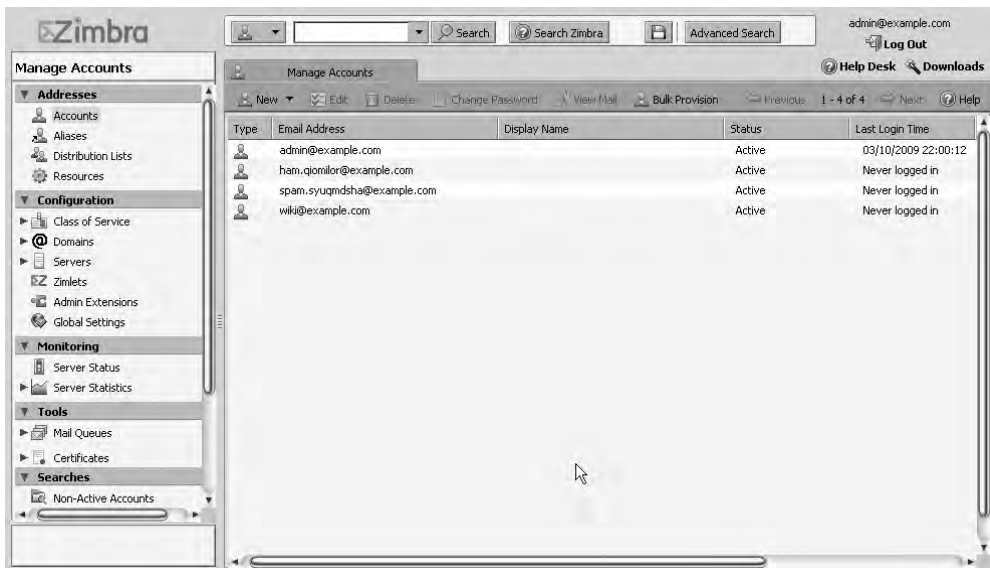 Zimbra
Search
Search Zimbra
Advanced Search
admin@example.com
Log Out
Help Desk
Downloads
Manage Accounts
Addresses
Accounts
Aliases
Distribution Lists
Resources
Configuration
Class of Service
Domains
Servers
Zimlets
Admin Extensions
Global Settings
Monitoring
Server Status
Server Statistics
Tools
Mail Queues
Certificates
Searches
Non-Active Accounts
Manage Accounts
New Edit Delete Change Password View Mail Bulk Provision Previous 1 - 4 of 4 Next Help
Type Email Address Display Name Status Last Login Time
admin@example.com Active 03/10/2009 22:00:12
ham.qiomilor@example.com Active Never logged in
spam.syuqmdsha@example.com Active Never logged in
wiki@example.com Active Never logged in